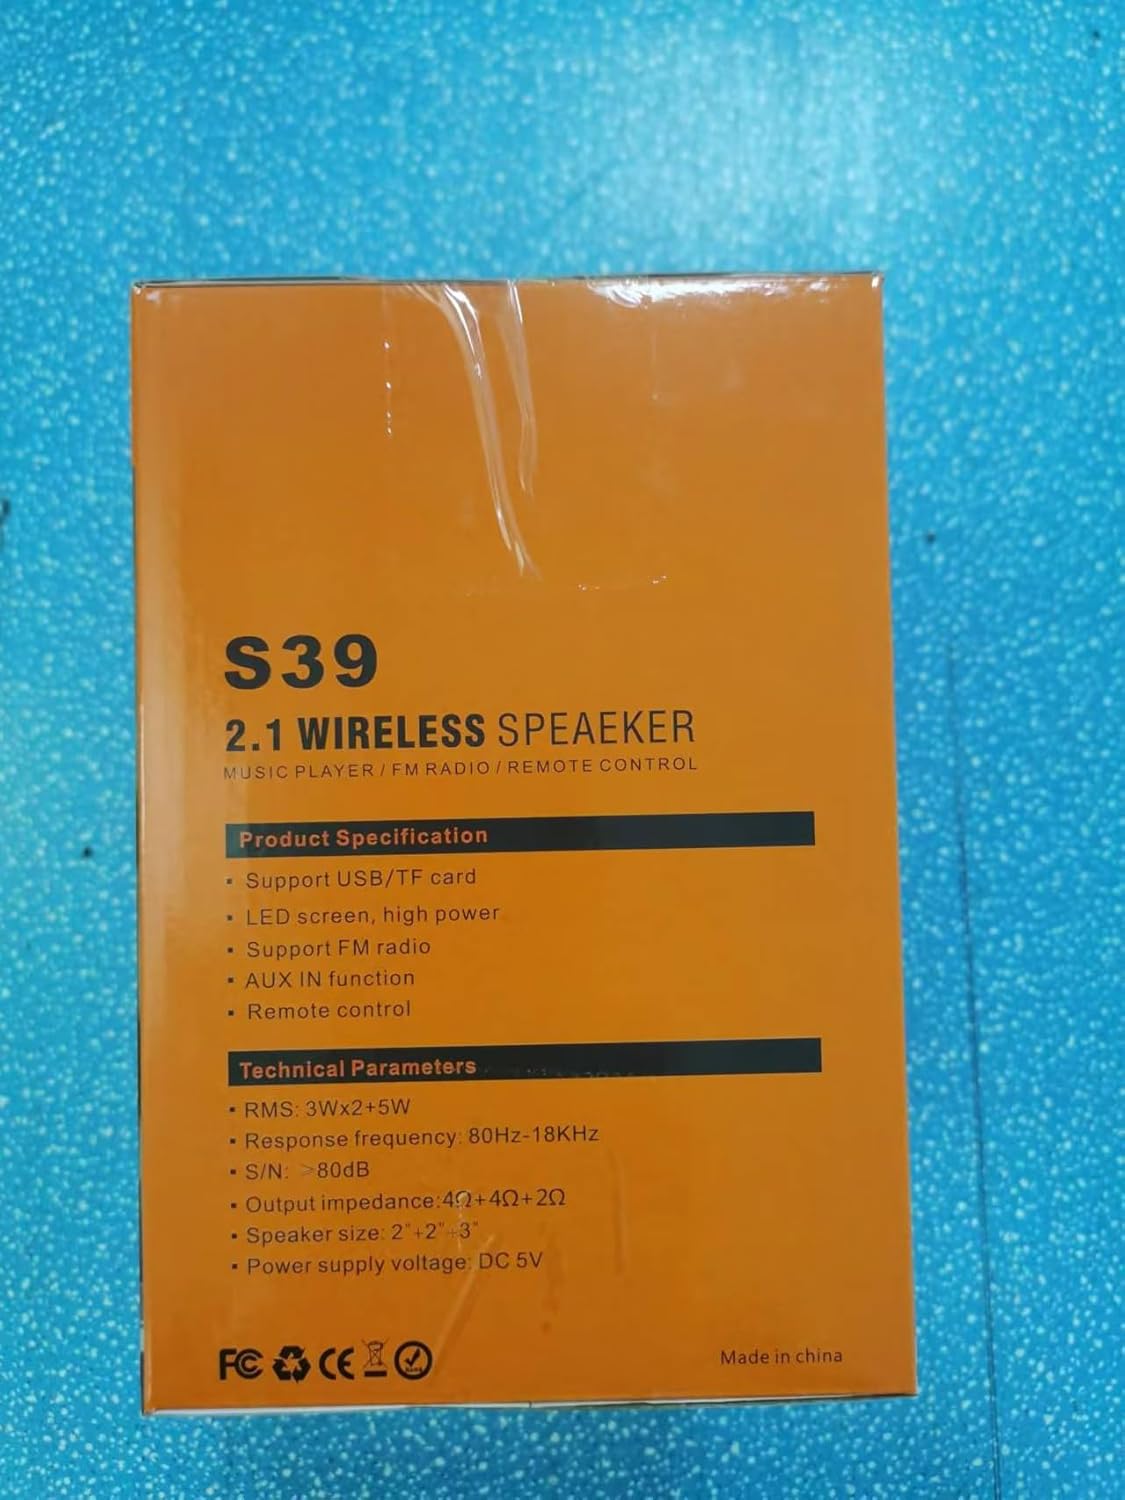 S39
2.1 WIRELESS SPEAEKER
MUSIC PLAYER / FM RADIO / REMOTE CONTROL
Product Specification
▪ Support USB/TF card
▪ LED screen, high power
▪ Support FM radio
▪ AUX IN function
▪ Remote control
Technical Parameters
▪ RMS: 3Wx2+5W
▪ Response frequency: 80Hz-18KHz
▪ S/N: >80dB
▪ Output impedance:4Ω+4Ω+2Ω
▪ Speaker size: 2"+2"+3"
▪ Power supply voltage: DC 5V
FC CE
Made in china